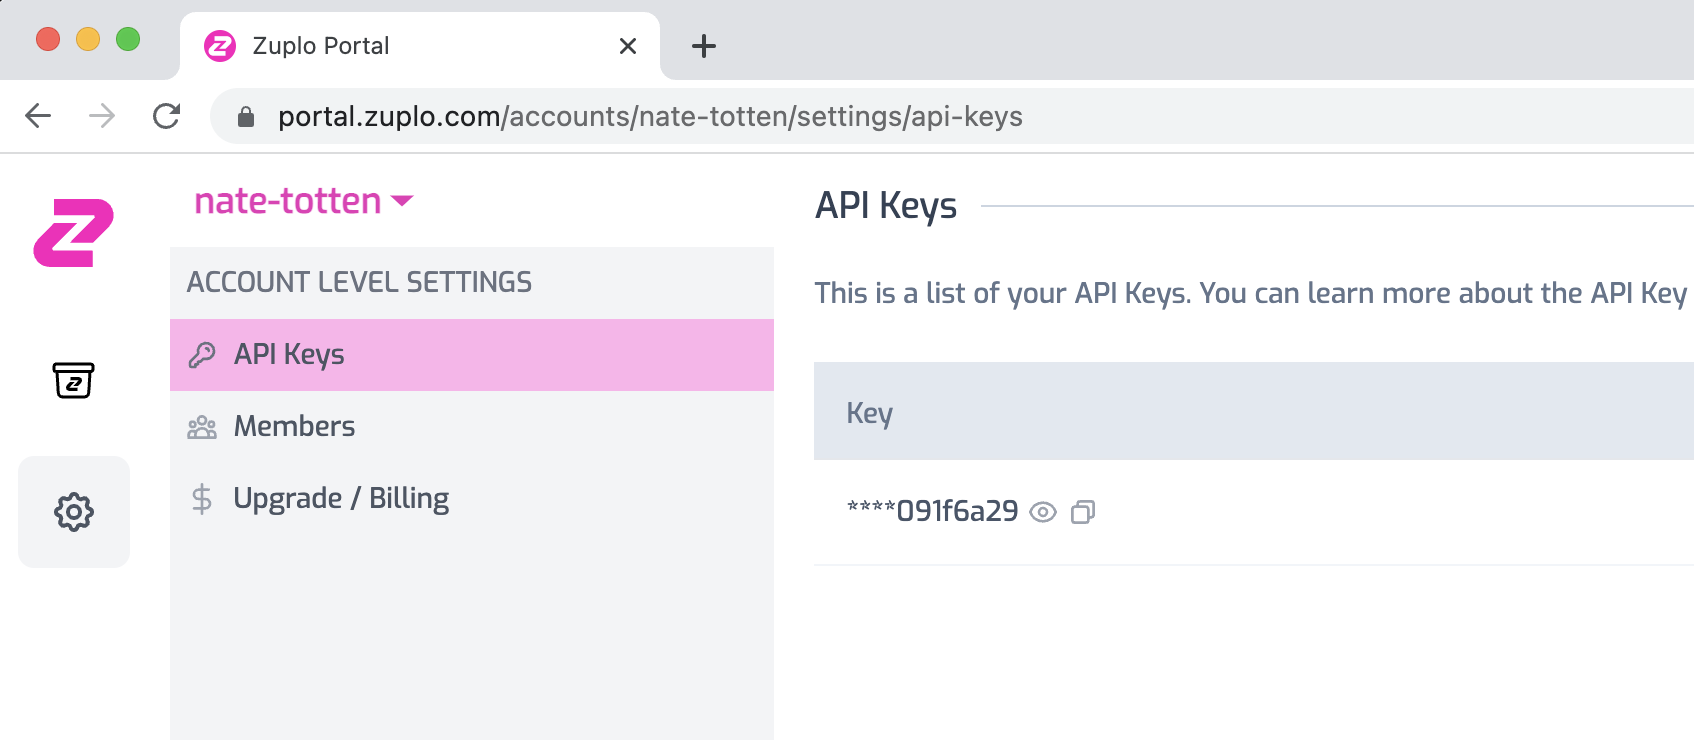 Zuplo Portal
portal.zuplo.com/accounts/nate-totten/settings/api-keys
nate-totten
ACCOUNT LEVEL SETTINGS
API Keys
Members
Upgrade / Billing
API Keys
This is a list of your API Keys. You can learn more about the API Key
Key
****091f6a29